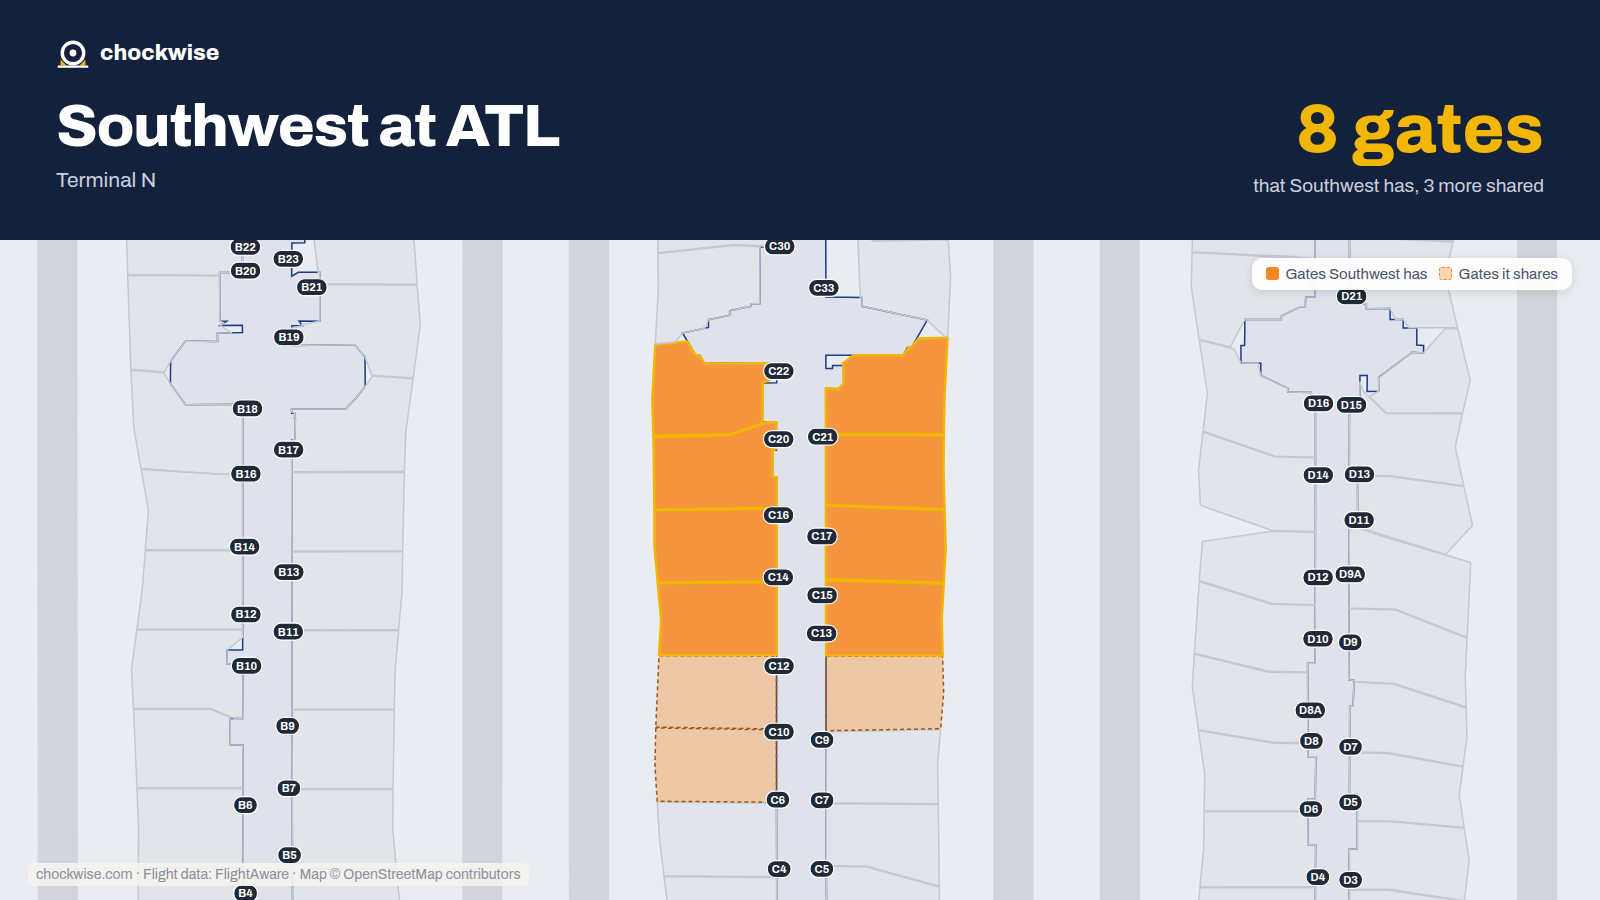 chockwise
Southwest at ATL
Terminal N
8 gates
that Southwest has, 3 more shared
Gates Southwest has
Gates it shares
B22
B23
B20
B21
B19
B18
B17
B16
B14
B13
B12
B11
B10
B9
B7
B6
B5
B4
C30
C33
C22
C20
C21
C16
C17
C14
C15
C13
C12
C10
C9
C6
C7
C4
C5
D21
D16
D15
D14
D13
D11
D12
D9A
D10
D9
D8A
D8
D7
D6
D5
D4
D3
chockwise.com · Flight data: FlightAware · Map © OpenStreetMap contributors